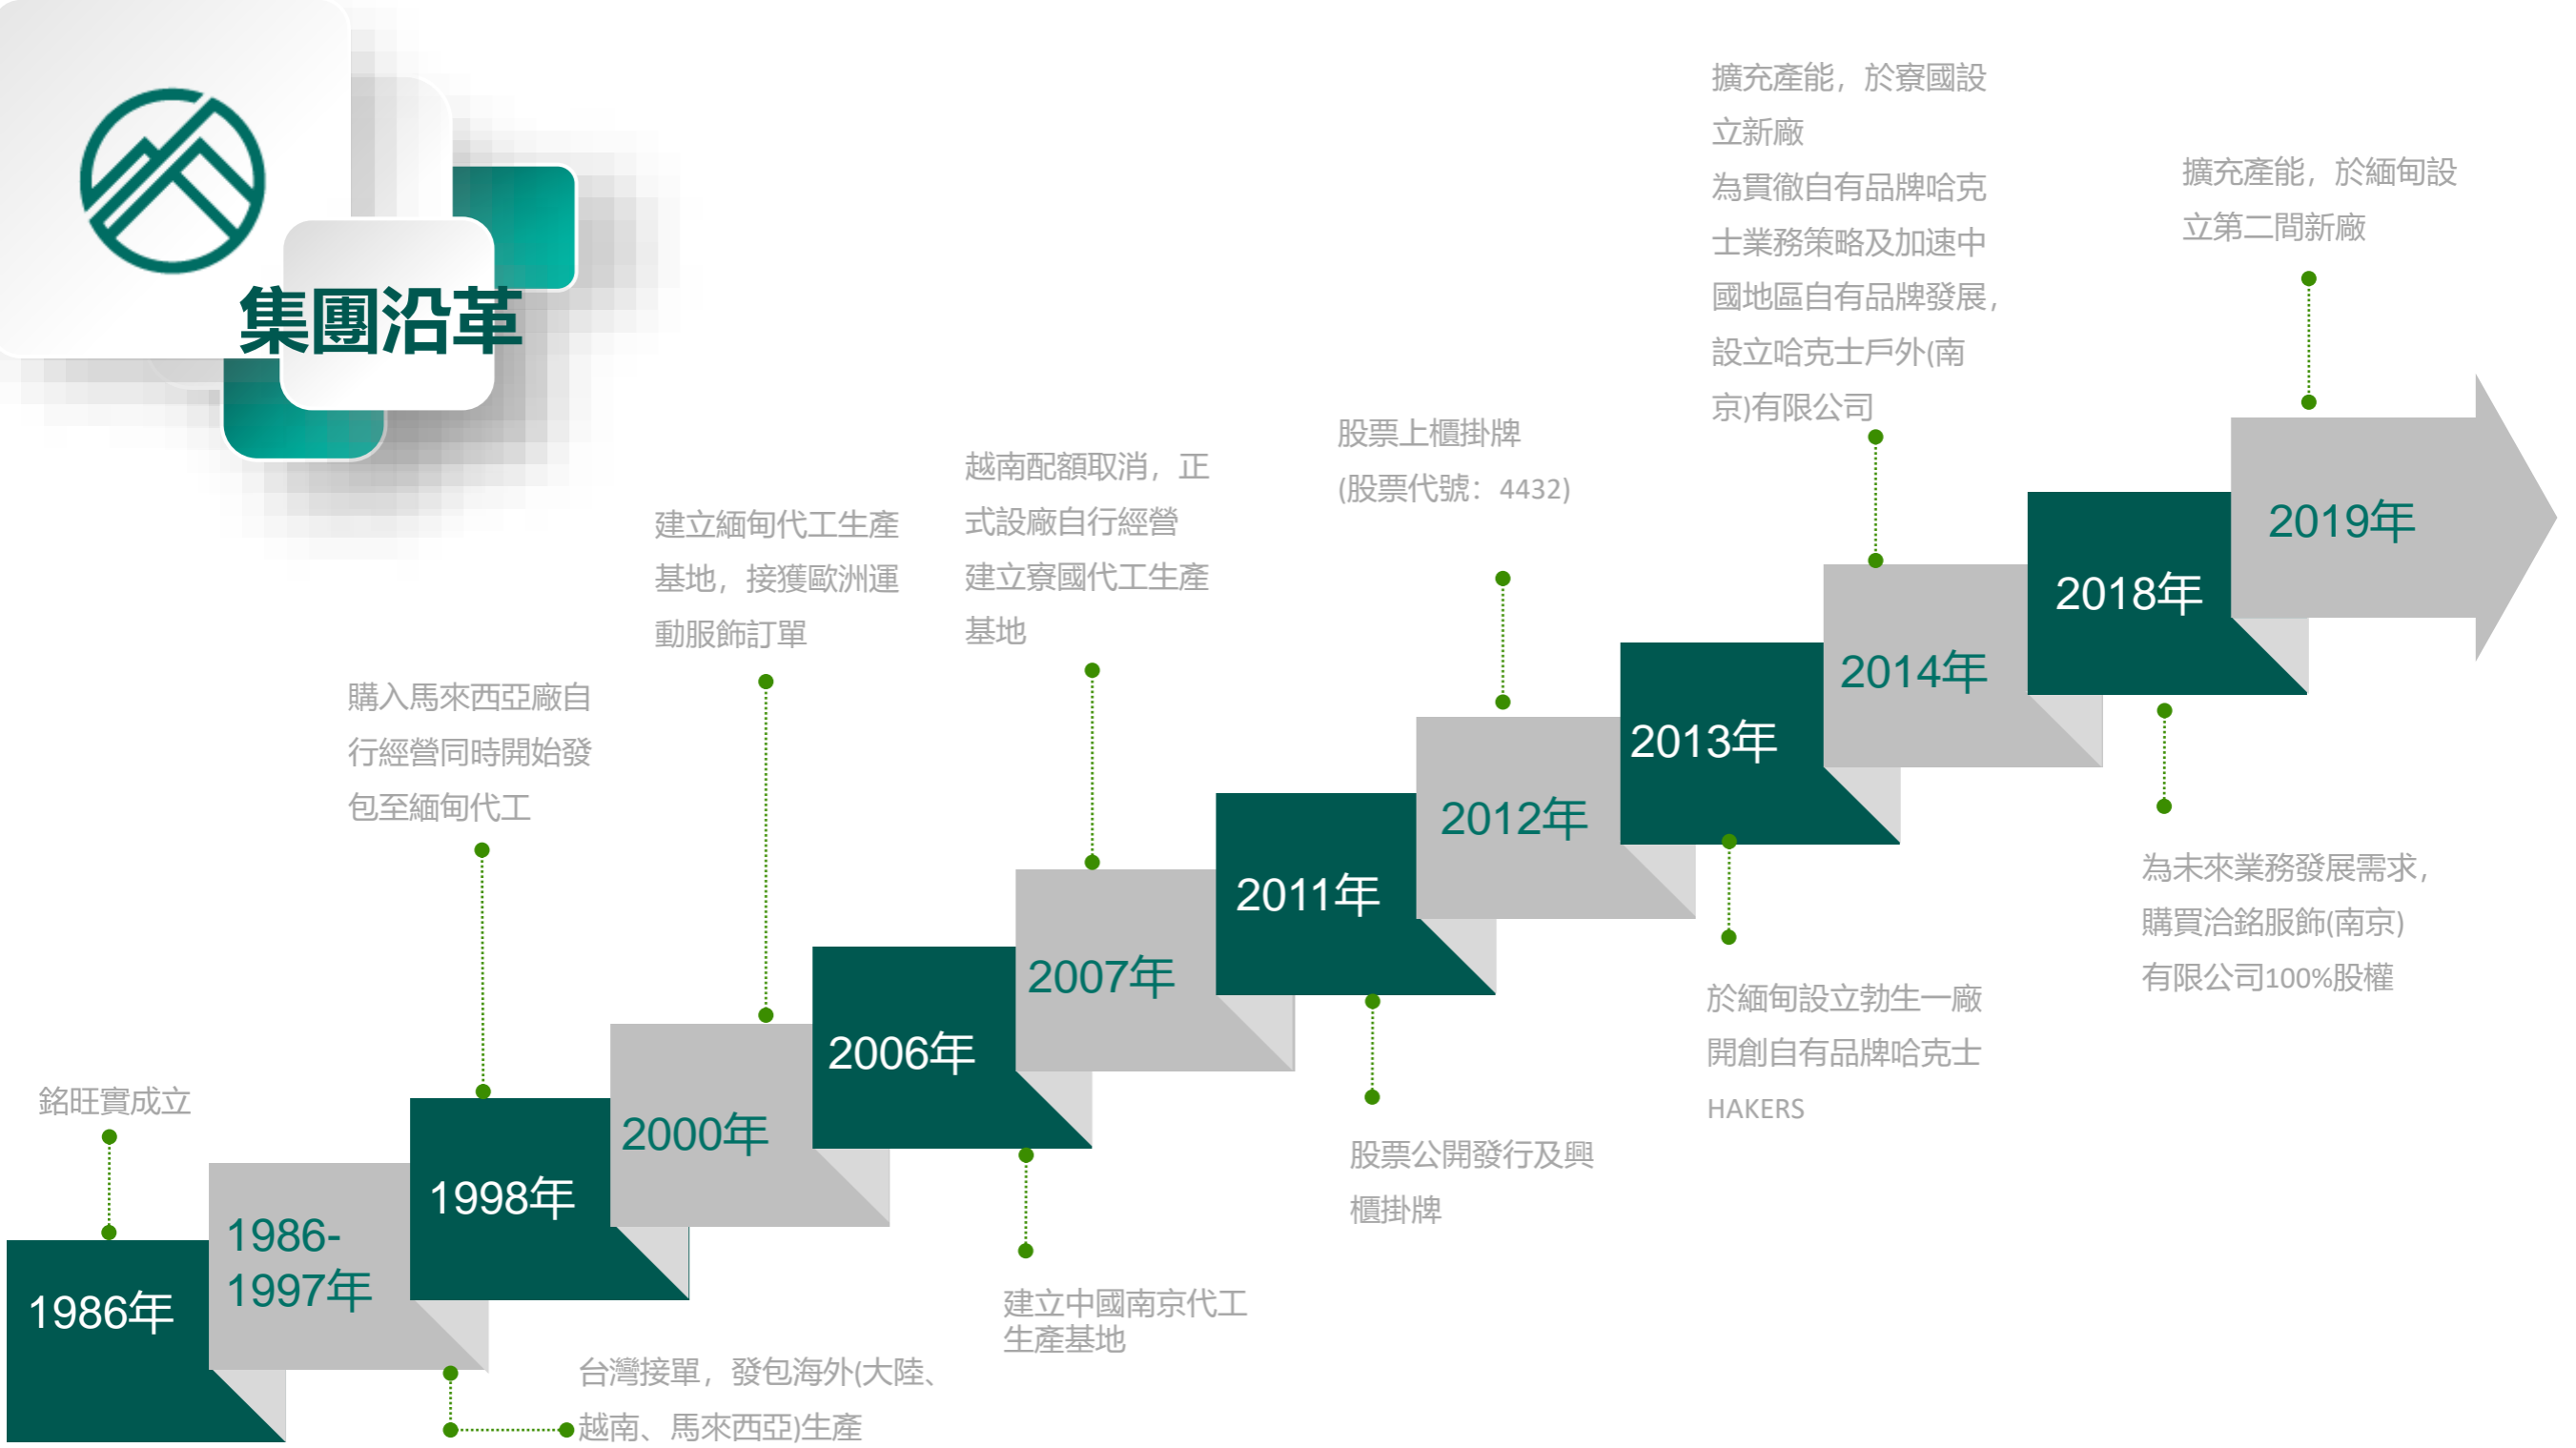 集團沿革
1986年
銘旺實成立
1986-
1997年
台灣接單，發包海外(大陸、
越南、馬來西亞)生產
1998年
購入馬來西亞廠自
行經營同時開始發
包至緬甸代工
2000年
建立緬甸代工生產
基地，接獲歐洲運
動服飾訂單
2006年
建立中國南京代工
生產基地
2007年
越南配額取消，正
式設廠自行經營
建立寮國代工生產
基地
2011年
股票公開發行及興
櫃掛牌
2012年
股票上櫃掛牌
(股票代號：4432)
2013年
於緬甸設立勃生一廠
開創自有品牌哈克士
HAKERS
2014年
擴充產能，於寮國設
立新廠
為貫徹自有品牌哈克
士業務策略及加速中
國地區自有品牌發展，
設立哈克士戶外(南
京)有限公司
2018年
為未來業務發展需求，
購買洽銘服飾(南京)
有限公司100%股權
2019年
擴充產能，於緬甸設
立第二間新廠